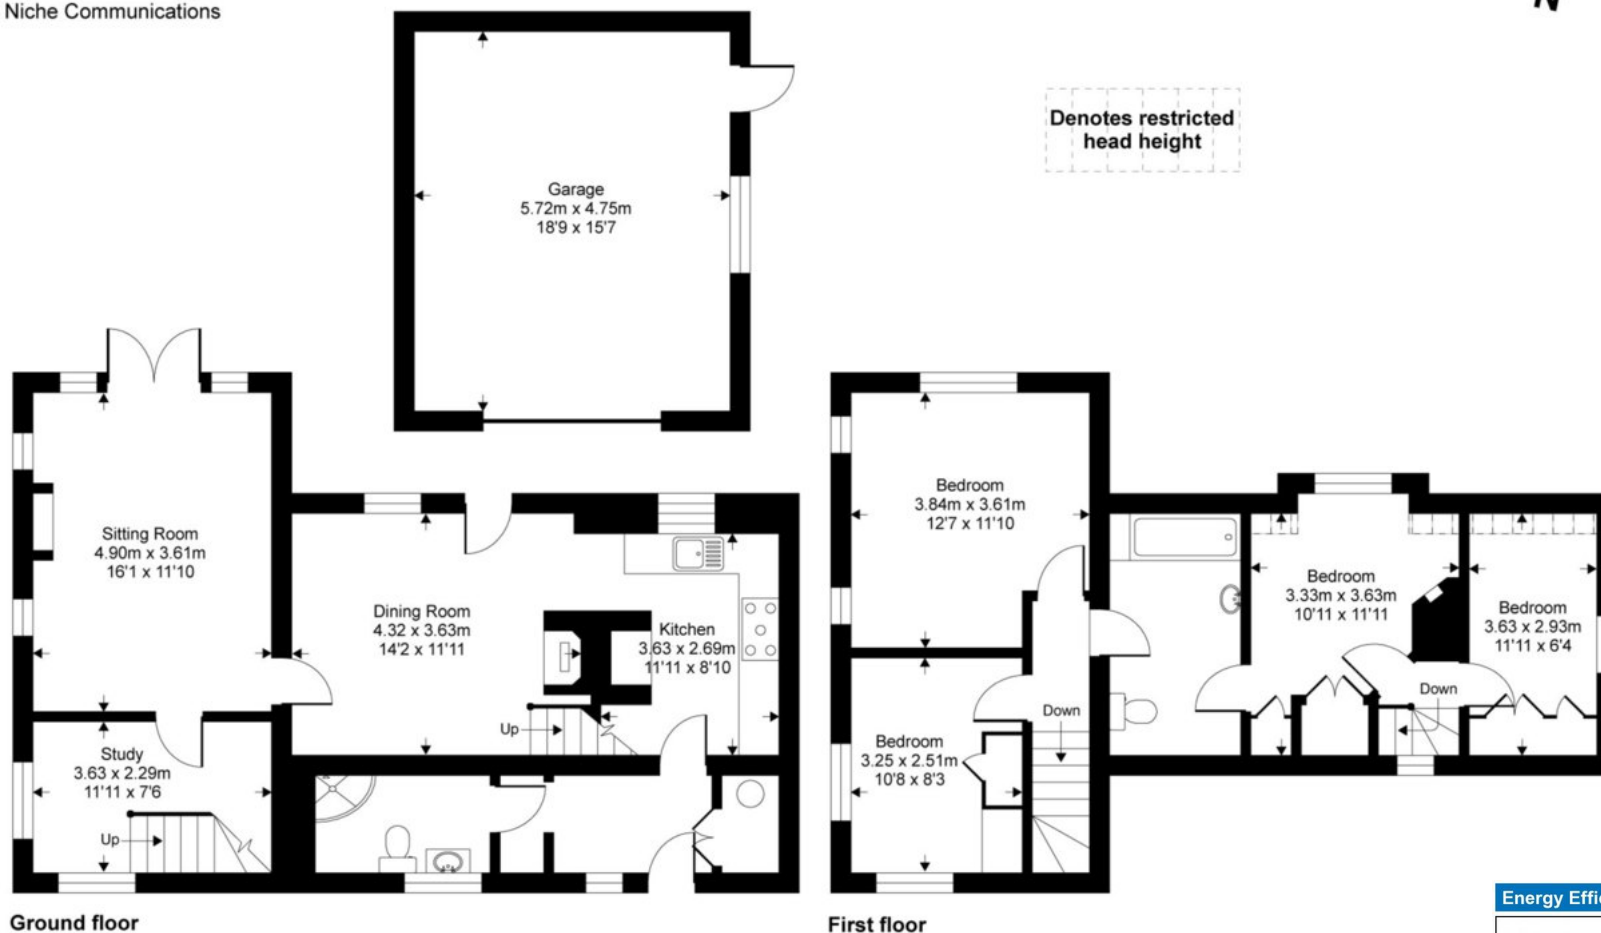 Niche Communications
N
Denotes restricted
head height
Garage
5.72m x 4.75m
18'9 x 15'7
Sitting Room
4.90m x 3.61m
16'1 x 11'10
Dining Room
4.32 x 3.63m
14'2 x 11'11
Kitchen
3.63 x 2.69m
11'11 x 8'10
Up
Study
3.63 x 2.29m
11'11 x 7'6
Up
Ground floor
Bedroom
3.84m x 3.61m
12'7 x 11'10
Bedroom
3.33m x 3.63m
10'11 x 11'11
Bedroom
3.63 x 2.93m
11'11 x 6'4
Down
Down
Bedroom
3.25 x 2.51m
10'8 x 8'3
First floor
Energy Effi